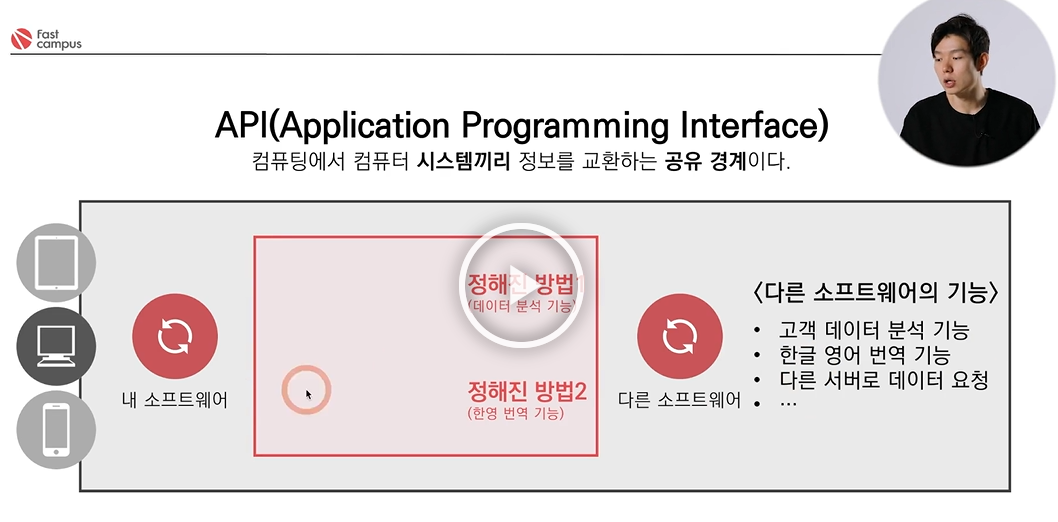 Fast
campus
API(Application Programming Interface)
컴퓨팅에서 컴퓨터 시스템끼리 정보를 교환하는 공유 경계이다.
정해진 방법1
(데이터 분석 기능)
정해진 방법2
(한영 번역 기능)
내 소프트웨어
다른 소프트웨어
<다른 소프트웨어의 기능>
• 고객 데이터 분석 기능
• 한글 영어 번역 기능
• 다른 서버로 데이터 요청
• ...